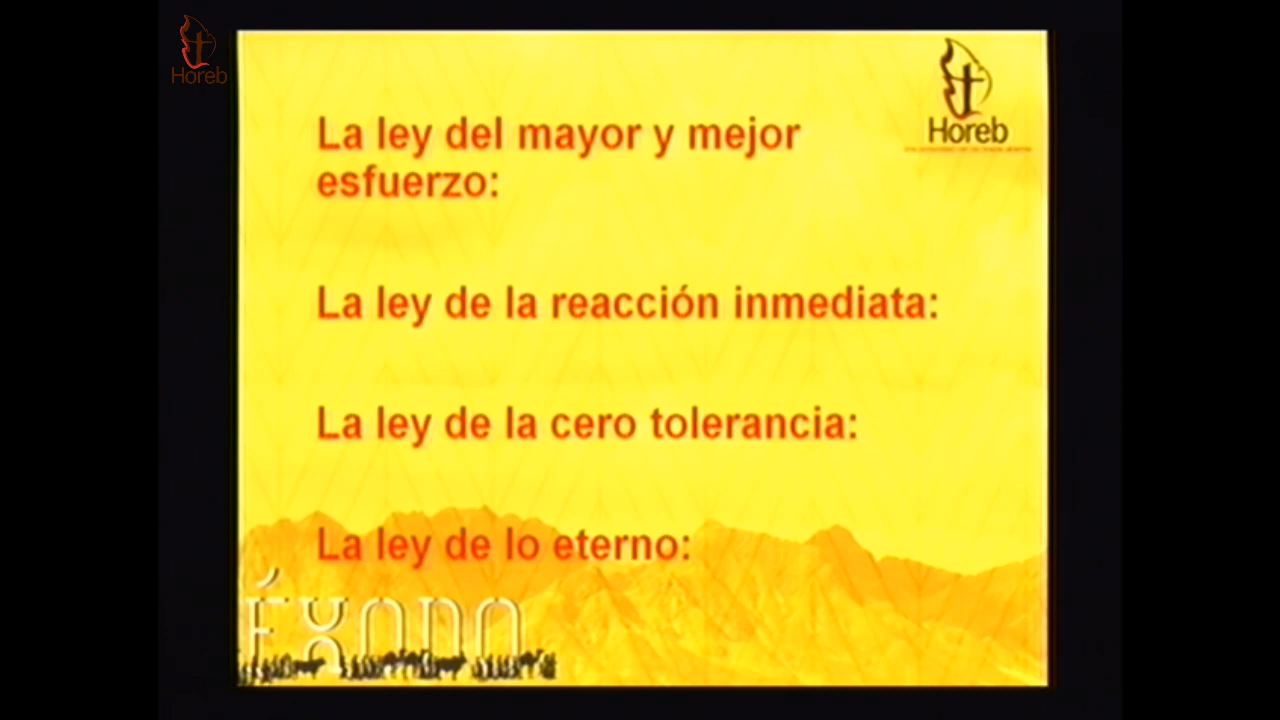 Horeb
Horeb
La ley del mayor y mejor
esfuerzo:
La ley de la reacción inmediata:
La ley de la cero tolerancia:
La ley de lo eterno:
ÉXODO